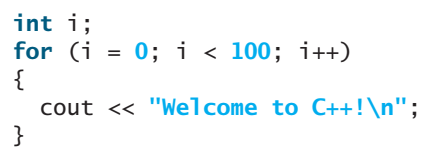 int i;
for (i = 0; i < 100; i++)
{
  cout << "Welcome to C++!\n";
}